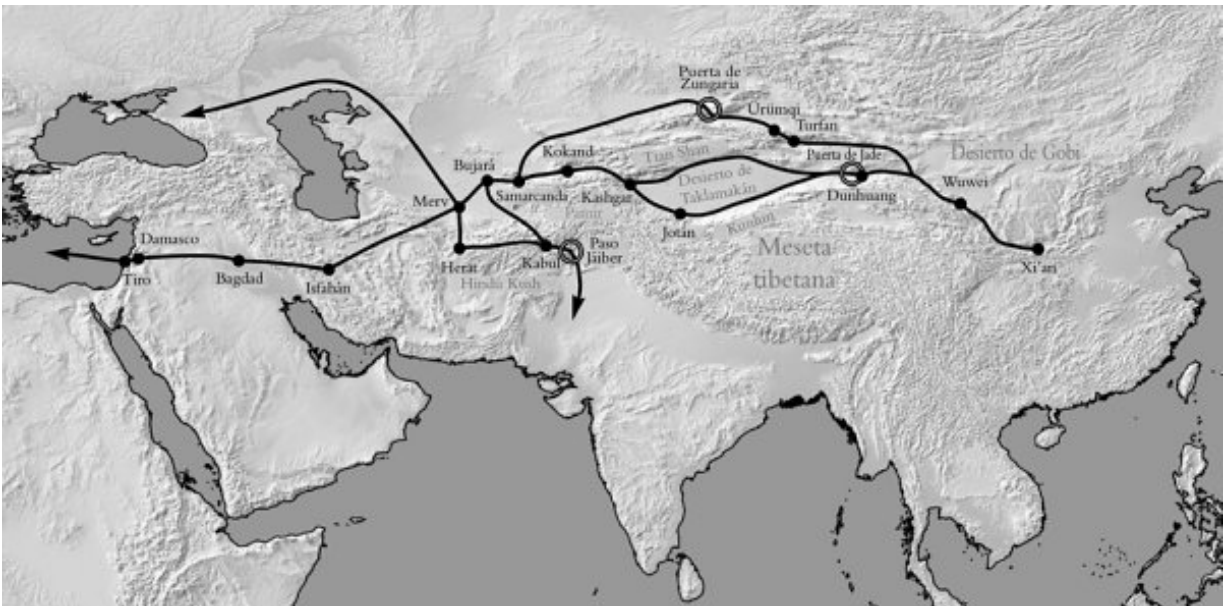 Puerta de
Zungaria
Urumqi
Turfan
Kokand
Tian Shan
Puerta de Jade
Desierto de Gobi
Bujará
Samarcanda
Kashgar
Desierto de
Taklamakán
Dunhuang
Wuwei
Merv
Pamir
Jotán
Kunlun
Damasco
Tiro
Bagdad
Isfahán
Herat
Kabul
Paso
Jáiber
Hindu Kush
Meseta
tibetana
Xi'an